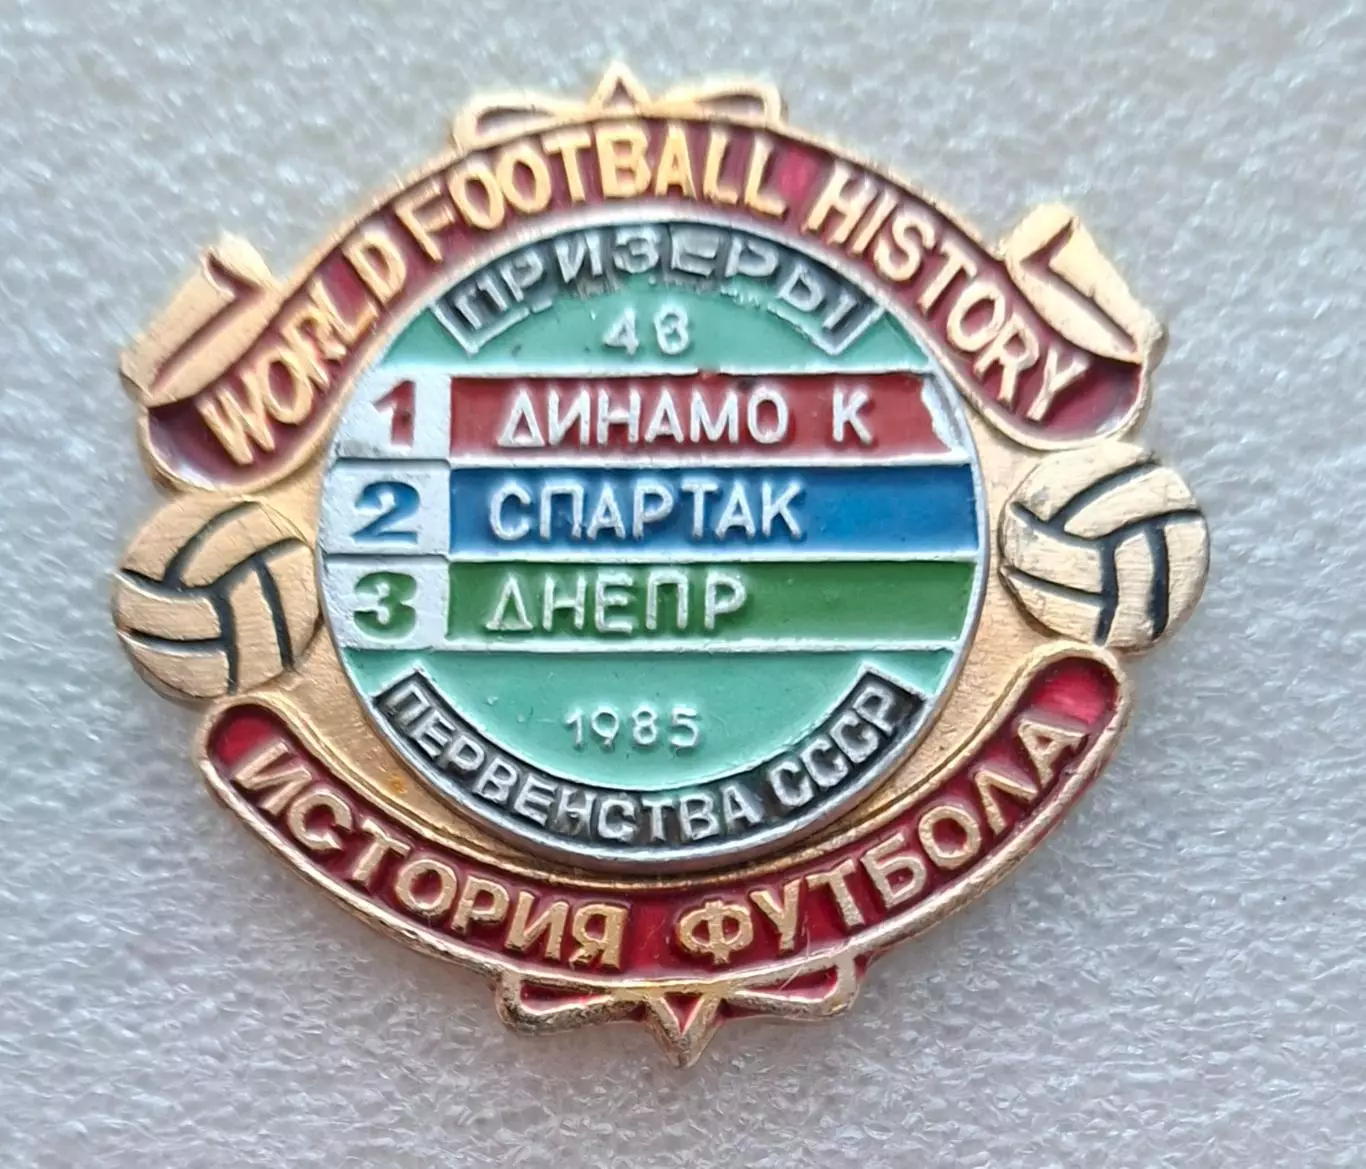 WORLD FOOTBALL HISTORY
ПРИЗЕРЫ
48
1 ДИНАМО К
2 СПАРТАК
3 ДНЕПР
1985
ПЕРВЕНСТВА СССР
ИСТОРИЯ ФУТБОЛА